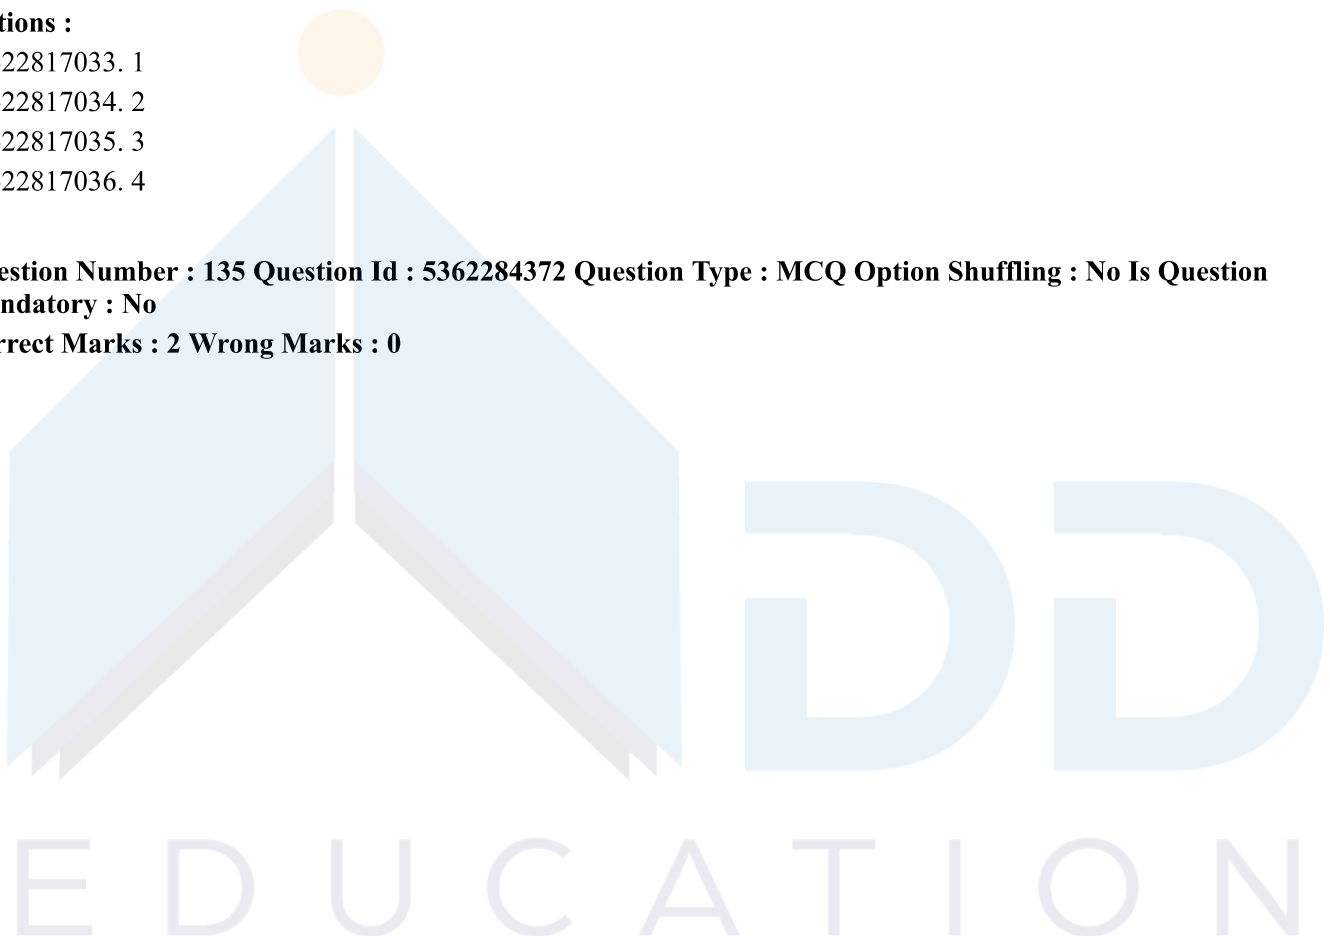 tions :
22817033. 1
22817034. 2
22817035. 3
22817036. 4
estion Number : 135 Question Id : 5362284372 Question Type : MCQ Option Shuffling : No Is Question
ndatory : No
rrect Marks : 2 Wrong Marks : 0
DD
EDUCATION